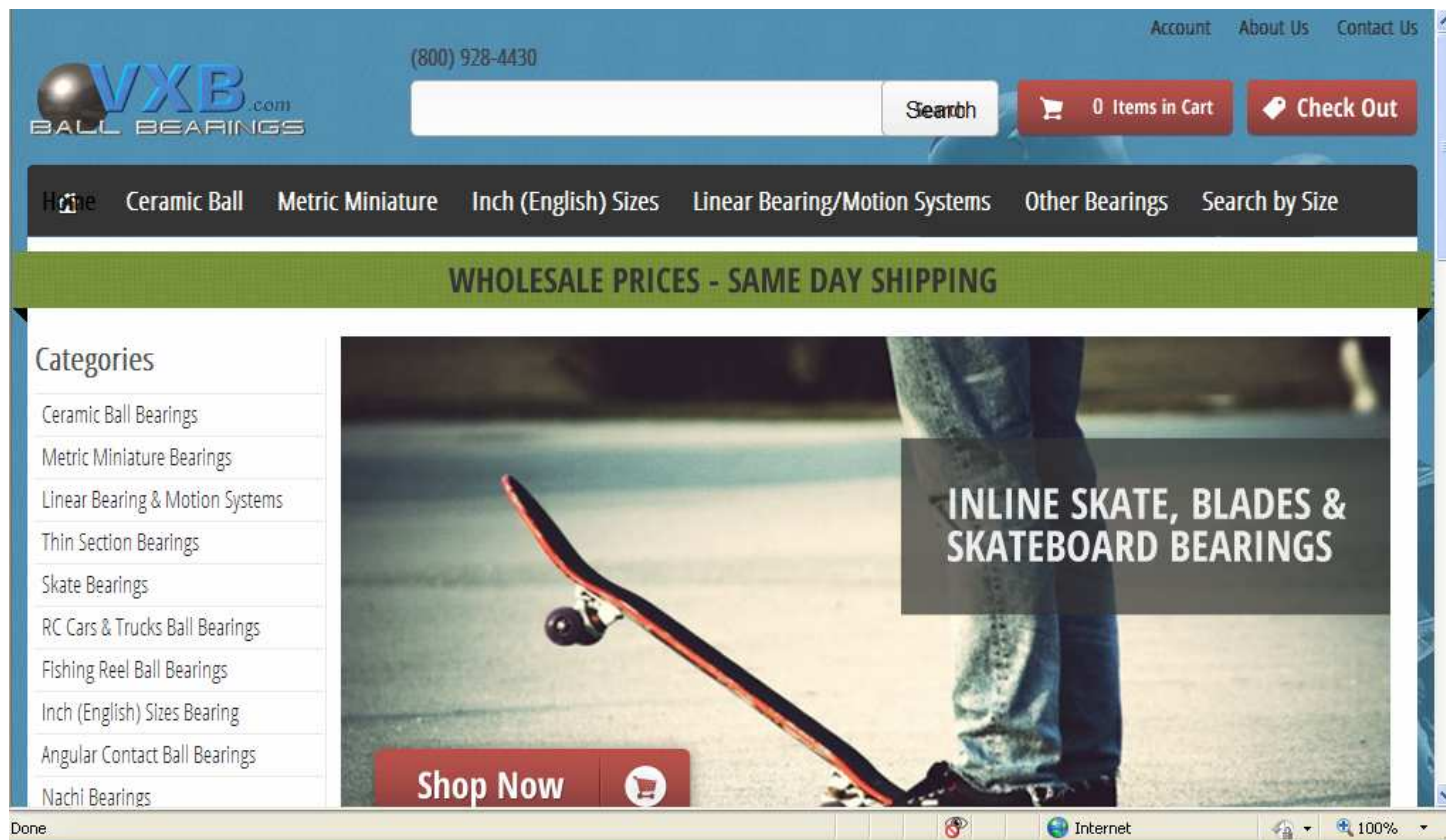 Account About Us Contact Us
(800) 928-4430
VXB.com
BALL BEARINGS
Search
0 Items in Cart
Check Out
Home Ceramic Ball Metric Miniature Inch (English) Sizes Linear Bearing/Motion Systems Other Bearings Search by Size
WHOLESALE PRICES - SAME DAY SHIPPING
Categories
Ceramic Ball Bearings
Metric Miniature Bearings
Linear Bearing & Motion Systems
Thin Section Bearings
Skate Bearings
RC Cars & Trucks Ball Bearings
Fishing Reel Ball Bearings
Inch (English) Sizes Bearing
Angular Contact Ball Bearings
Nachi Bearings
INLINE SKATE, BLADES &
SKATEBOARD BEARINGS
Shop Now
Done Internet 100%